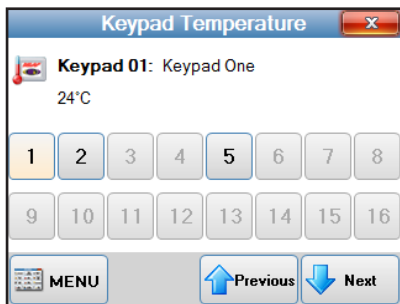 Keypad Temperature x
Keypad 01: Keypad One
24°C
1 2 3 4 5 6 7 8
9 10 11 12 13 14 15 16
MENU Previous Next